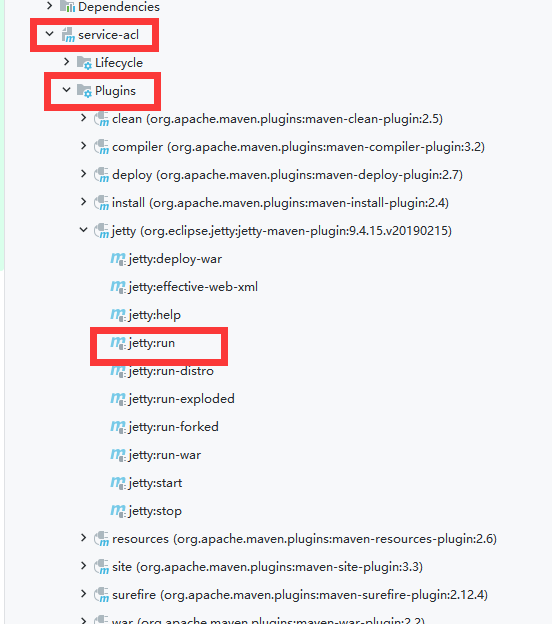 Dependencies
service-acl
Lifecycle
Plugins
clean (org.apache.maven.plugins:maven-clean-plugin:2.5)
compiler (org.apache.maven.plugins:maven-compiler-plugin:3.2)
deploy (org.apache.maven.plugins:maven-deploy-plugin:2.7)
install (org.apache.maven.plugins:maven-install-plugin:2.4)
jetty (org.eclipse.jetty:jetty-maven-plugin:9.4.15.v20190215)
jetty:deploy-war
jetty:effective-web-xml
jetty:help
jetty:run
jetty:run-distro
jetty:run-exploded
jetty:run-forked
jetty:run-war
jetty:start
jetty:stop
resources (org.apache.maven.plugins:maven-resources-plugin:2.6)
site (org.apache.maven.plugins:maven-site-plugin:3.3)
surefire (org.apache.maven.plugins:maven-surefire-plugin:2.12.4)
war (org.apache.maven.plugins:maven-war-plugin:2.2)